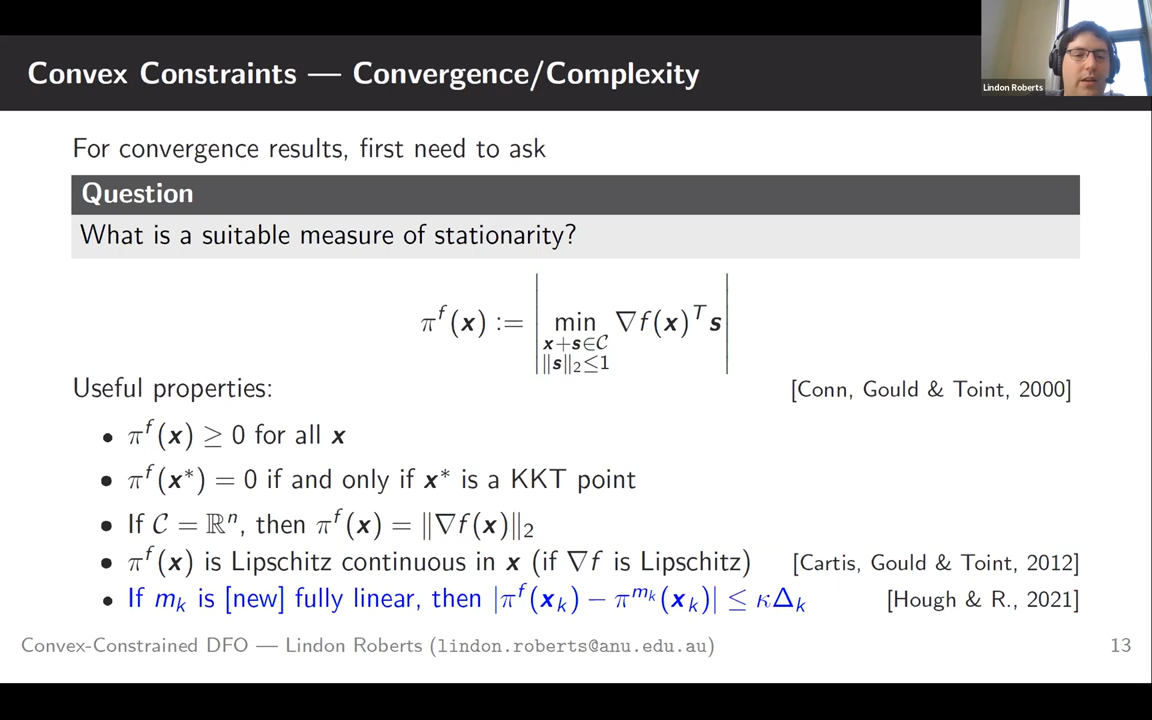 Convex Constraints — Convergence/Complexity
Lindon Roberts
For convergence results, first need to ask
Question
What is a suitable measure of stationarity?
π^f(x) := | min_{x+s∈C, ‖s‖₂≤1} ∇f(x)^T s |
Useful properties: [Conn, Gould & Toint, 2000]
• π^f(x) ≥ 0 for all x
• π^f(x*) = 0 if and only if x* is a KKT point
• If C = ℝⁿ, then π^f(x) = ‖∇f(x)‖₂
• π^f(x) is Lipschitz continuous in x (if ∇f is Lipschitz) [Cartis, Gould & Toint, 2012]
• If m_k is [new] fully linear, then |π^f(x_k) − π^{m_k}(x_k)| ≤ κΔ_k [Hough & R., 2021]
Convex-Constrained DFO — Lindon Roberts (lindon.roberts@anu.edu.au) 13